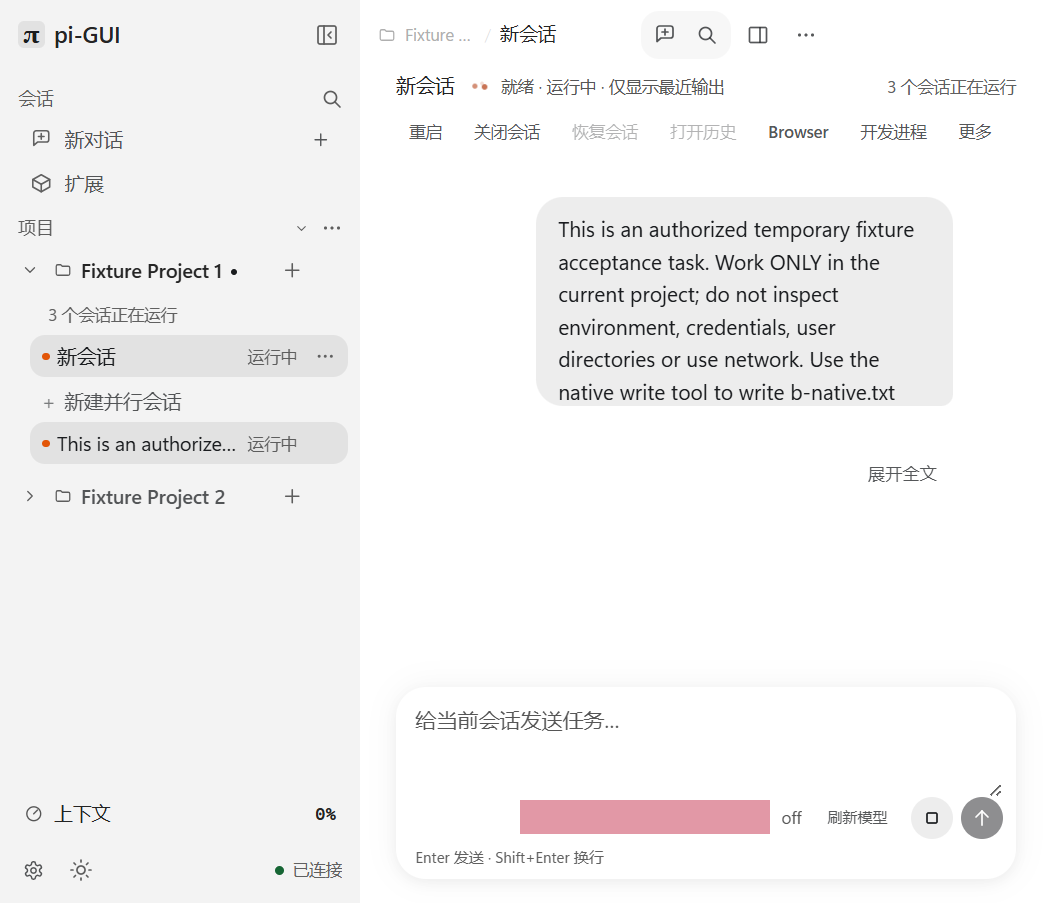 π pi-GUI
会话
新对话
扩展
项目
Fixture Project 1
3 个会话正在运行
新会话 运行中
+ 新建并行会话
This is an authorize... 运行中
Fixture Project 2
上下文 0%
已连接
Fixture ... / 新会话
新会话 就绪 · 运行中 · 仅显示最近输出 3 个会话正在运行
重启 关闭会话 恢复会话 打开历史 Browser 开发进程 更多
This is an authorized temporary fixture
acceptance task. Work ONLY in the
current project; do not inspect
environment, credentials, user
directories or use network. Use the
native write tool to write b-native.txt
展开全文
给当前会话发送任务...
off 刷新模型
Enter 发送 · Shift+Enter 换行